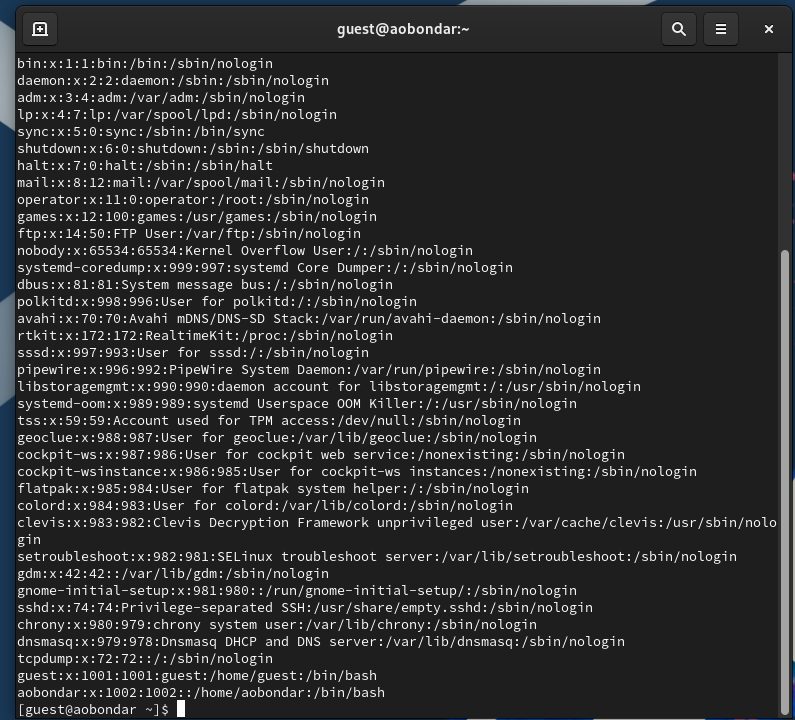 guest@aobondar:~
bin:x:1:1:bin:/bin:/sbin/nologin
daemon:x:2:2:daemon:/sbin:/sbin/nologin
adm:x:3:4:adm:/var/adm:/sbin/nologin
lp:x:4:7:lp:/var/spool/lpd:/sbin/nologin
sync:x:5:0:sync:/sbin:/bin/sync
shutdown:x:6:0:shutdown:/sbin:/sbin/shutdown
halt:x:7:0:halt:/sbin:/sbin/halt
mail:x:8:12:mail:/var/spool/mail:/sbin/nologin
operator:x:11:0:operator:/root:/sbin/nologin
games:x:12:100:games:/usr/games:/sbin/nologin
ftp:x:14:50:FTP User:/var/ftp:/sbin/nologin
nobody:x:65534:65534:Kernel Overflow User:/:/sbin/nologin
systemd-coredump:x:999:997:systemd Core Dumper:/:/sbin/nologin
dbus:x:81:81:System message bus:/:/sbin/nologin
polkitd:x:998:996:User for polkitd:/:/sbin/nologin
avahi:x:70:70:Avahi mDNS/DNS-SD Stack:/var/run/avahi-daemon:/sbin/nologin
rtkit:x:172:172:RealtimeKit:/proc:/sbin/nologin
sssd:x:997:993:User for sssd:/:/sbin/nologin
pipewire:x:996:992:PipeWire System Daemon:/var/run/pipewire:/sbin/nologin
libstoragemgmt:x:990:990:daemon account for libstoragemgmt:/:/usr/sbin/nologin
systemd-oom:x:989:989:systemd Userspace OOM Killer:/:/usr/sbin/nologin
tss:x:59:59:Account used for TPM access:/dev/null:/sbin/nologin
geoclue:x:988:987:User for geoclue:/var/lib/geoclue:/sbin/nologin
cockpit-ws:x:987:986:User for cockpit web service:/nonexisting:/sbin/nologin
cockpit-wsinstance:x:986:985:User for cockpit-ws instances:/nonexisting:/sbin/nologin
flatpak:x:985:984:User for flatpak system helper:/:/sbin/nologin
colord:x:984:983:User for colord:/var/lib/colord:/sbin/nologin
clevis:x:983:982:Clevis Decryption Framework unprivileged user:/var/cache/clevis:/usr/sbin/nolo
gin
setroubleshoot:x:982:981:SELinux troubleshoot server:/var/lib/setroubleshoot:/sbin/nologin
gdm:x:42:42::/var/lib/gdm:/sbin/nologin
gnome-initial-setup:x:981:980::/run/gnome-initial-setup/:/sbin/nologin
sshd:x:74:74:Privilege-separated SSH:/usr/share/empty.sshd:/sbin/nologin
chrony:x:980:979:chrony system user:/var/lib/chrony:/sbin/nologin
dnsmasq:x:979:978:Dnsmasq DHCP and DNS server:/var/lib/dnsmasq:/sbin/nologin
tcpdump:x:72:72::/:/sbin/nologin
guest:x:1001:1001:guest:/home/guest:/bin/bash
aobondar:x:1002:1002::/home/aobondar:/bin/bash
[guest@aobondar ~]$